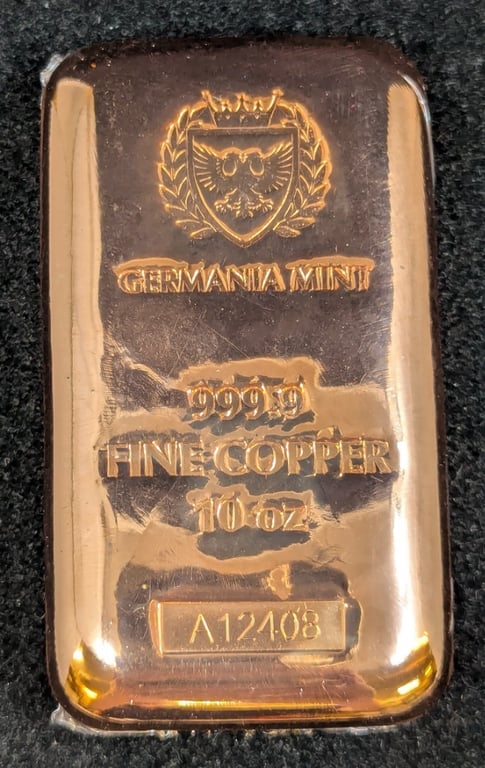 GERMANIA MINT
999.9
FINE COPPER
10 oz
A12408